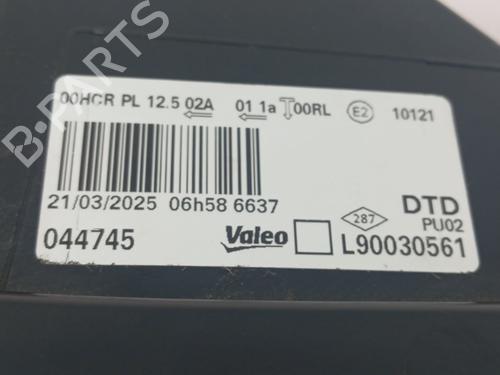 B-PARTS
00HCR PL 12.5 02A 01 1a 00RL E2 10121
21/03/2025 06h58 6637
287
DTD
PU02
044745 Valeo L90030561